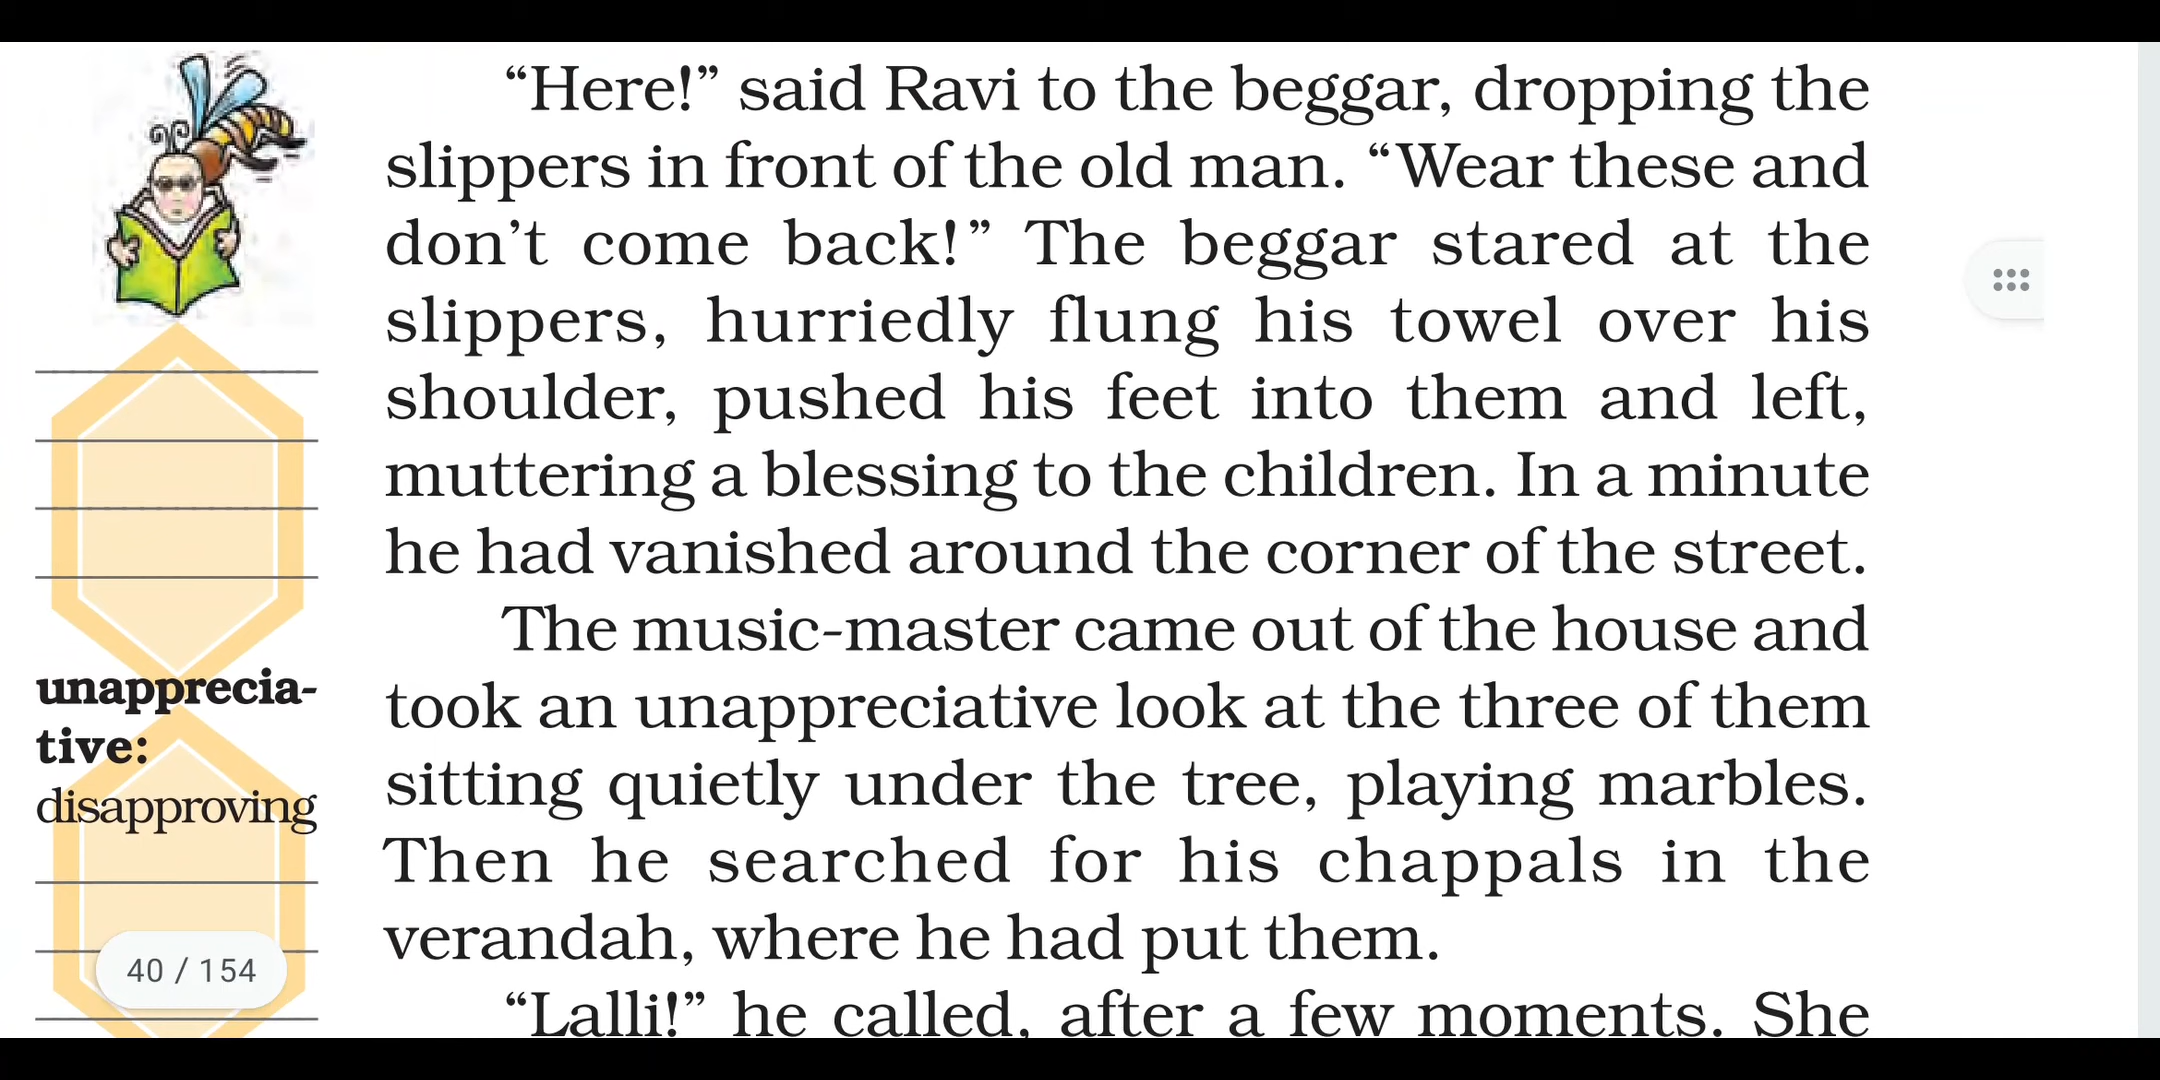 “Here!” said Ravi to the beggar, dropping the
slippers in front of the old man. “Wear these and
don’t come back!” The beggar stared at the
slippers, hurriedly flung his towel over his
shoulder, pushed his feet into them and left,
muttering a blessing to the children. In a minute
he had vanished around the corner of the street.
The music-master came out of the house and
took an unappreciative look at the three of them
sitting quietly under the tree, playing marbles.
Then he searched for his chappals in the
verandah, where he had put them.
“Lalli!” he called, after a few moments. She
unapprecia-
tive:
disapproving
40 / 154